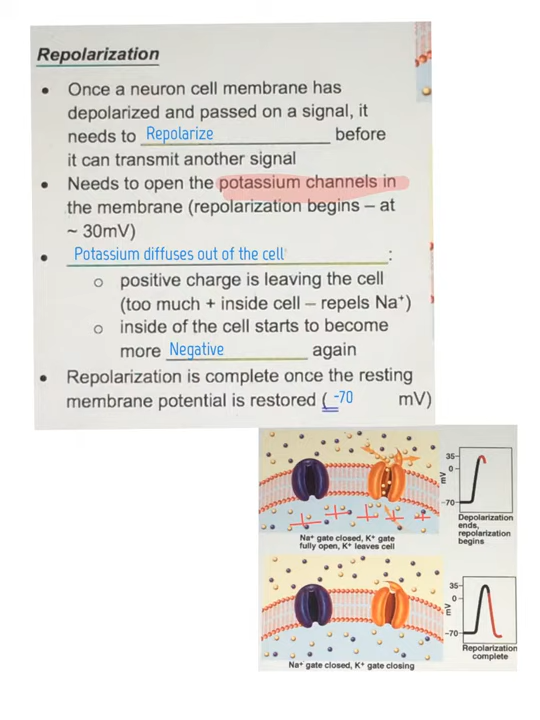 Repolarization
• Once a neuron cell membrane has
depolarized and passed on a signal, it
needs to Repolarize before
it can transmit another signal
• Needs to open the potassium channels in
the membrane (repolarization begins – at
~ 30mV)
• Potassium diffuses out of the cell :
o positive charge is leaving the cell
(too much + inside cell – repels Na⁺)
o inside of the cell starts to become
more Negative again
• Repolarization is complete once the resting
membrane potential is restored ( -70 mV)
35
0
mV
-70
Na⁺ gate closed, K⁺ gate
fully open, K⁺ leaves cell
Depolarization
ends,
repolarization
begins
35
0
mV
-70
Repolarization
complete
Na⁺ gate closed, K⁺ gate closing